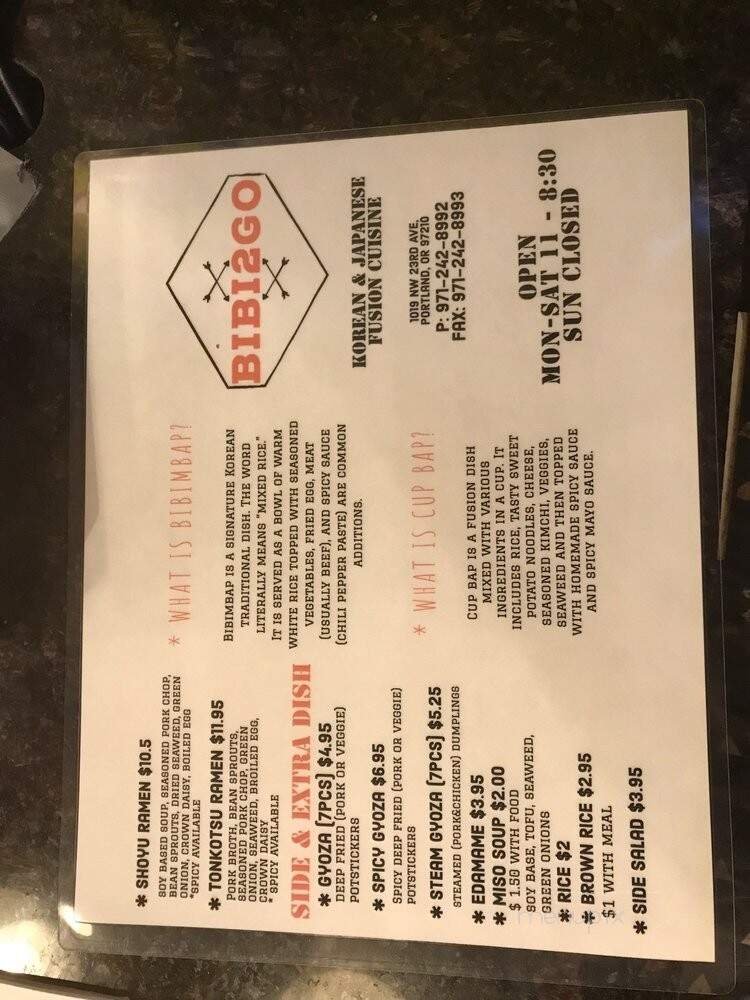 * SHOYU RAMEN $10.5
SOY BASED SOUP, SEASONED PORK CHOP,
BEAN SPROUTS, DRIED SEAWEED, GREEN
ONION, CROWN DAISY, BOILED EGG
*SPICY AVAILABLE
* TONKOTSU RAMEN $11.95
PORK BROTH, BEAN SPROUTS,
SEASONED PORK CHOP, GREEN
ONION, SEAWEED, BROILED EGG,
CROWN DAISY
* SPICY AVAILABLE
SIDE & EXTRA DISH
* GYOZA (7PCS) $4.95
DEEP FRIED (PORK OR VEGGIE)
POTSTICKERS
* SPICY GYOZA $6.95
SPICY DEEP FRIED (PORK OR VEGGIE)
POTSTICKERS
* STEAM GYOZA (7PCS) $5.25
STEAMED (PORK&CHICKEN) DUMPLINGS
* EDAMAME $3.95
* MISO SOUP $2.00
$ 1.50 WITH FOOD
SOY BASE, TOFU, SEAWEED,
GREEN ONIONS
* RICE $2
* BROWN RICE $2.95
$1 WITH MEAL
* SIDE SALAD $3.95
* WHAT IS BIBIMBAP?
BIBIMBAP IS A SIGNATURE KOREAN
TRADITIONAL DISH. THE WORD
LITERALLY MEANS "MIXED RICE."
IT IS SERVED AS A BOWL OF WARM
WHITE RICE TOPPED WITH SEASONED
VEGETABLES, FRIED EGG, MEAT
(USUALLY BEEF), AND SPICY SAUCE
(CHILI PEPPER PASTE) ARE COMMON
ADDITIONS.
* WHAT IS CUP BAP?
CUP BAP IS A FUSION DISH
MIXED WITH VARIOUS
INGREDIENTS IN A CUP. IT
INCLUDES RICE, TASTY SWEET
POTATO NOODLES, CHEESE,
SEASONED KIMCHI, VEGGIES,
SEAWEED AND THEN TOPPED
WITH HOMEMADE SPICY SAUCE
AND SPICY MAYO SAUCE.
BIBI2GO
KOREAN & JAPANESE
FUSION CUISINE
1019 NW 23RD AVE,
PORTLAND, OR 97210
P: 971-242-8992
FAX: 971-242-8993
OPEN
MON-SAT 11 - 8:30
SUN CLOSED